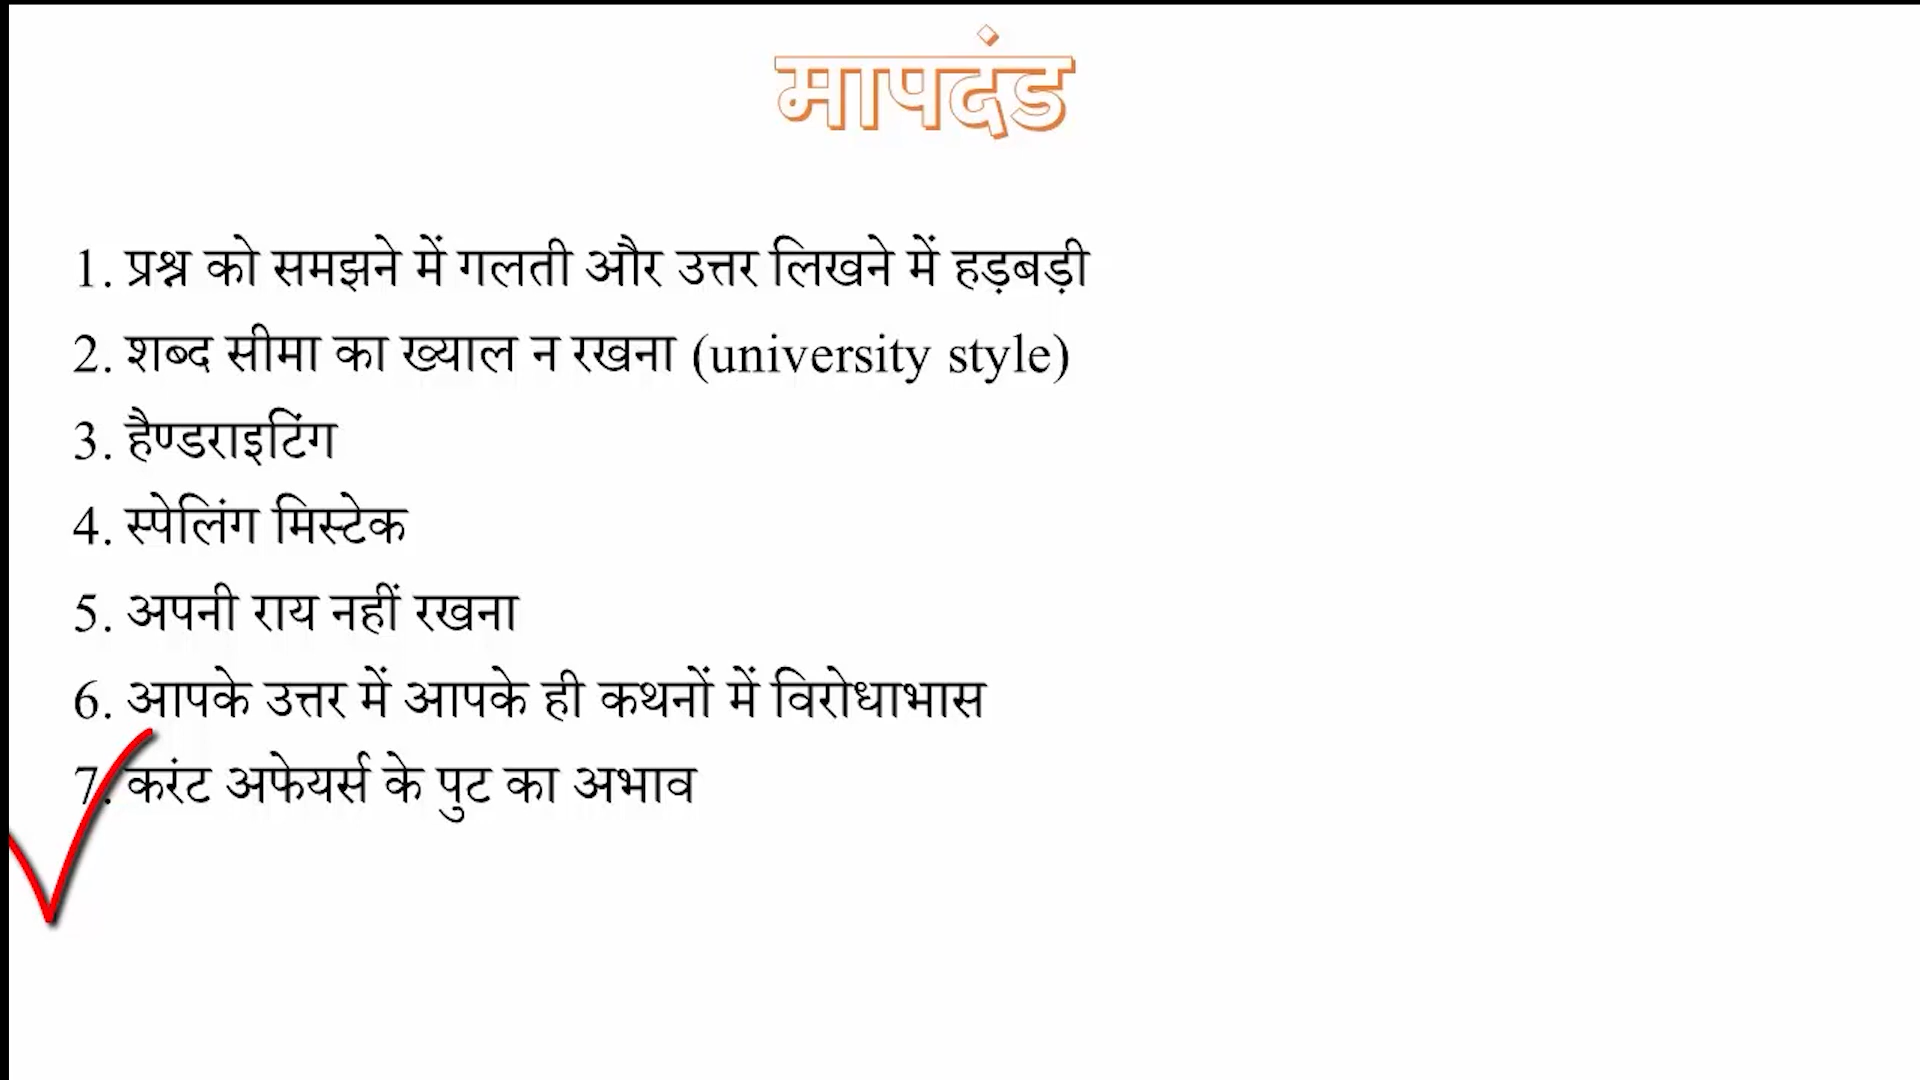 मापदंड
1. प्रश्न को समझने में गलती और उत्तर लिखने में हड़बड़ी
2. शब्द सीमा का ख्याल न रखना (university style)
3. हैण्डराइटिंग
4. स्पेलिंग मिस्टेक
5. अपनी राय नहीं रखना
6. आपके उत्तर में आपके ही कथनों में विरोधाभास
7. करंट अफेयर्स के पुट का अभाव